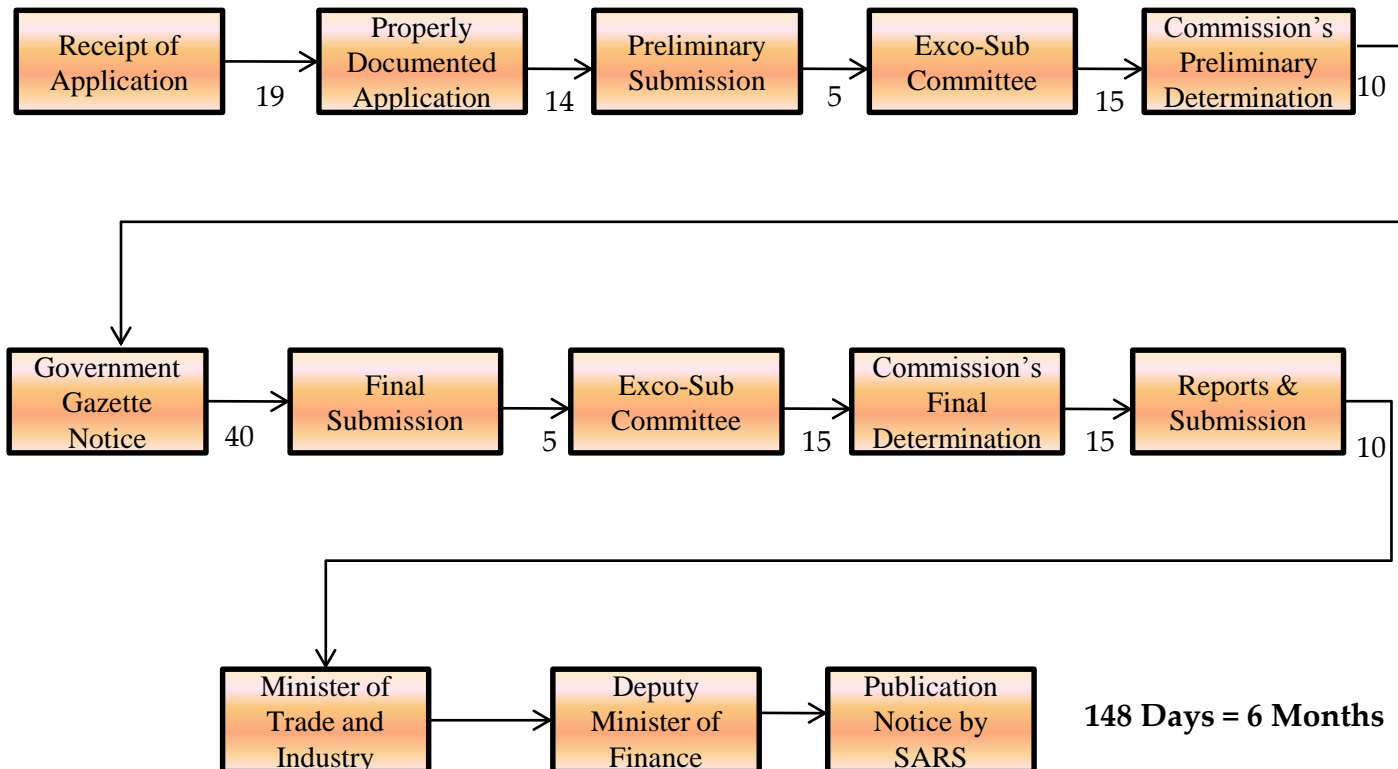 Receipt of
Application
19
Properly
Documented
Application
14
Preliminary
Submission
5
Exco-Sub
Committee
15
Commission’s
Preliminary
Determination
10
Government
Gazette
Notice
40
Final
Submission
5
Exco-Sub
Committee
15
Commission’s
Final
Determination
15
Reports &
Submission
10
Minister of
Trade and
Industry
Deputy
Minister of
Finance
Publication
Notice by
SARS
148 Days = 6 Months